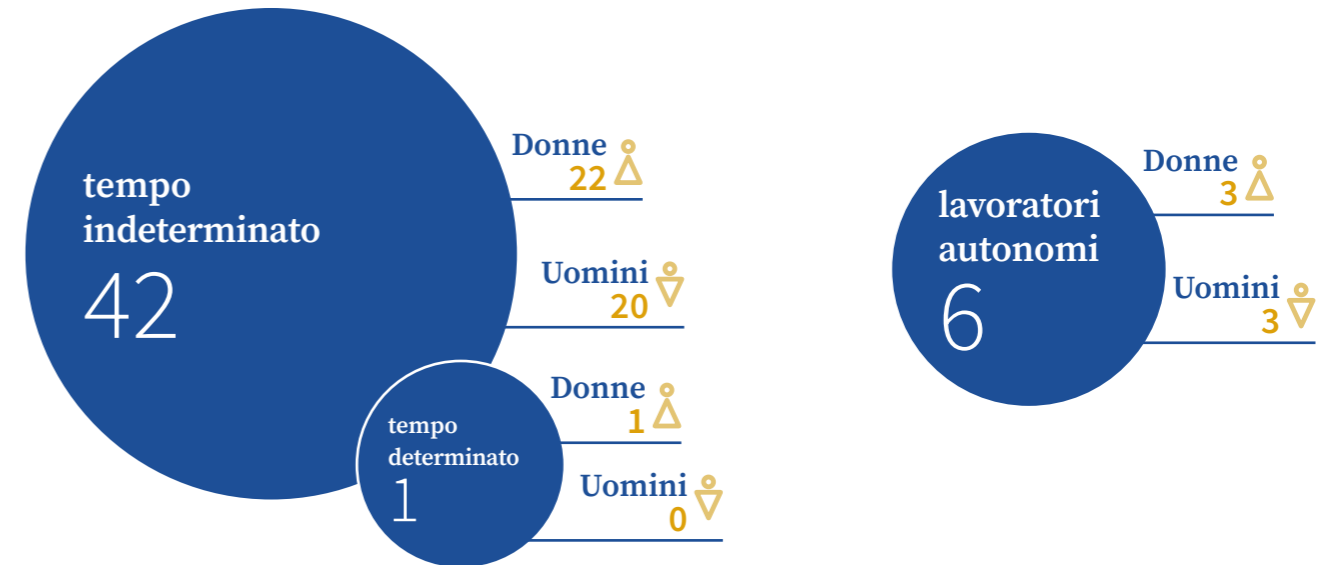 tempo
indeterminato
42
Donne
22
Uomini
20
tempo
determinato
1
Donne
1
Uomini
0
lavoratori
autonomi
6
Donne
3
Uomini
3